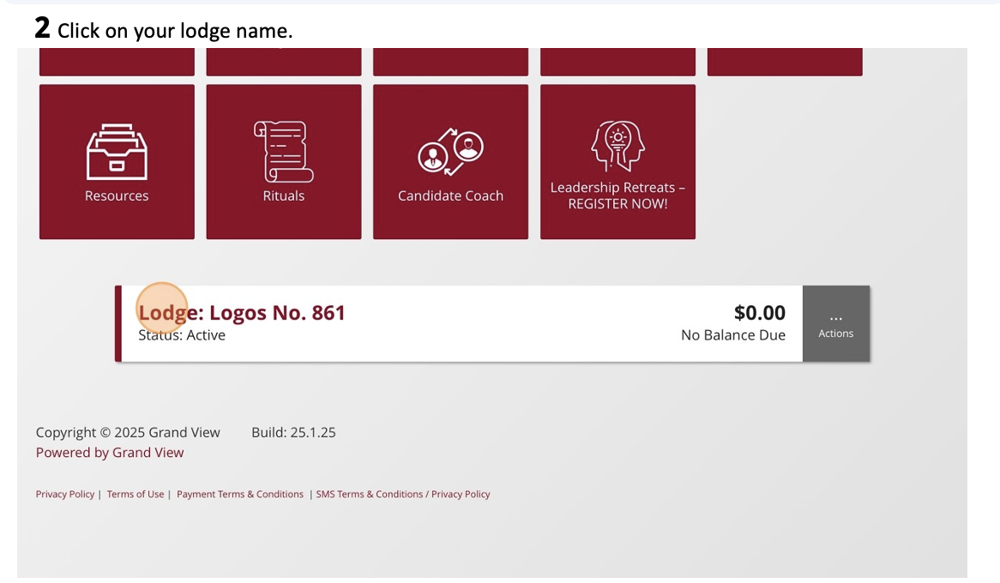 2 Click on your lodge name.
Resources
Rituals
Candidate Coach
Leadership Retreats –
REGISTER NOW!
Lodge: Logos No. 861
Status: Active
$0.00
No Balance Due
...
Actions
Copyright © 2025 Grand View Build: 25.1.25
Powered by Grand View
Privacy Policy | Terms of Use | Payment Terms & Conditions | SMS Terms & Conditions / Privacy Policy